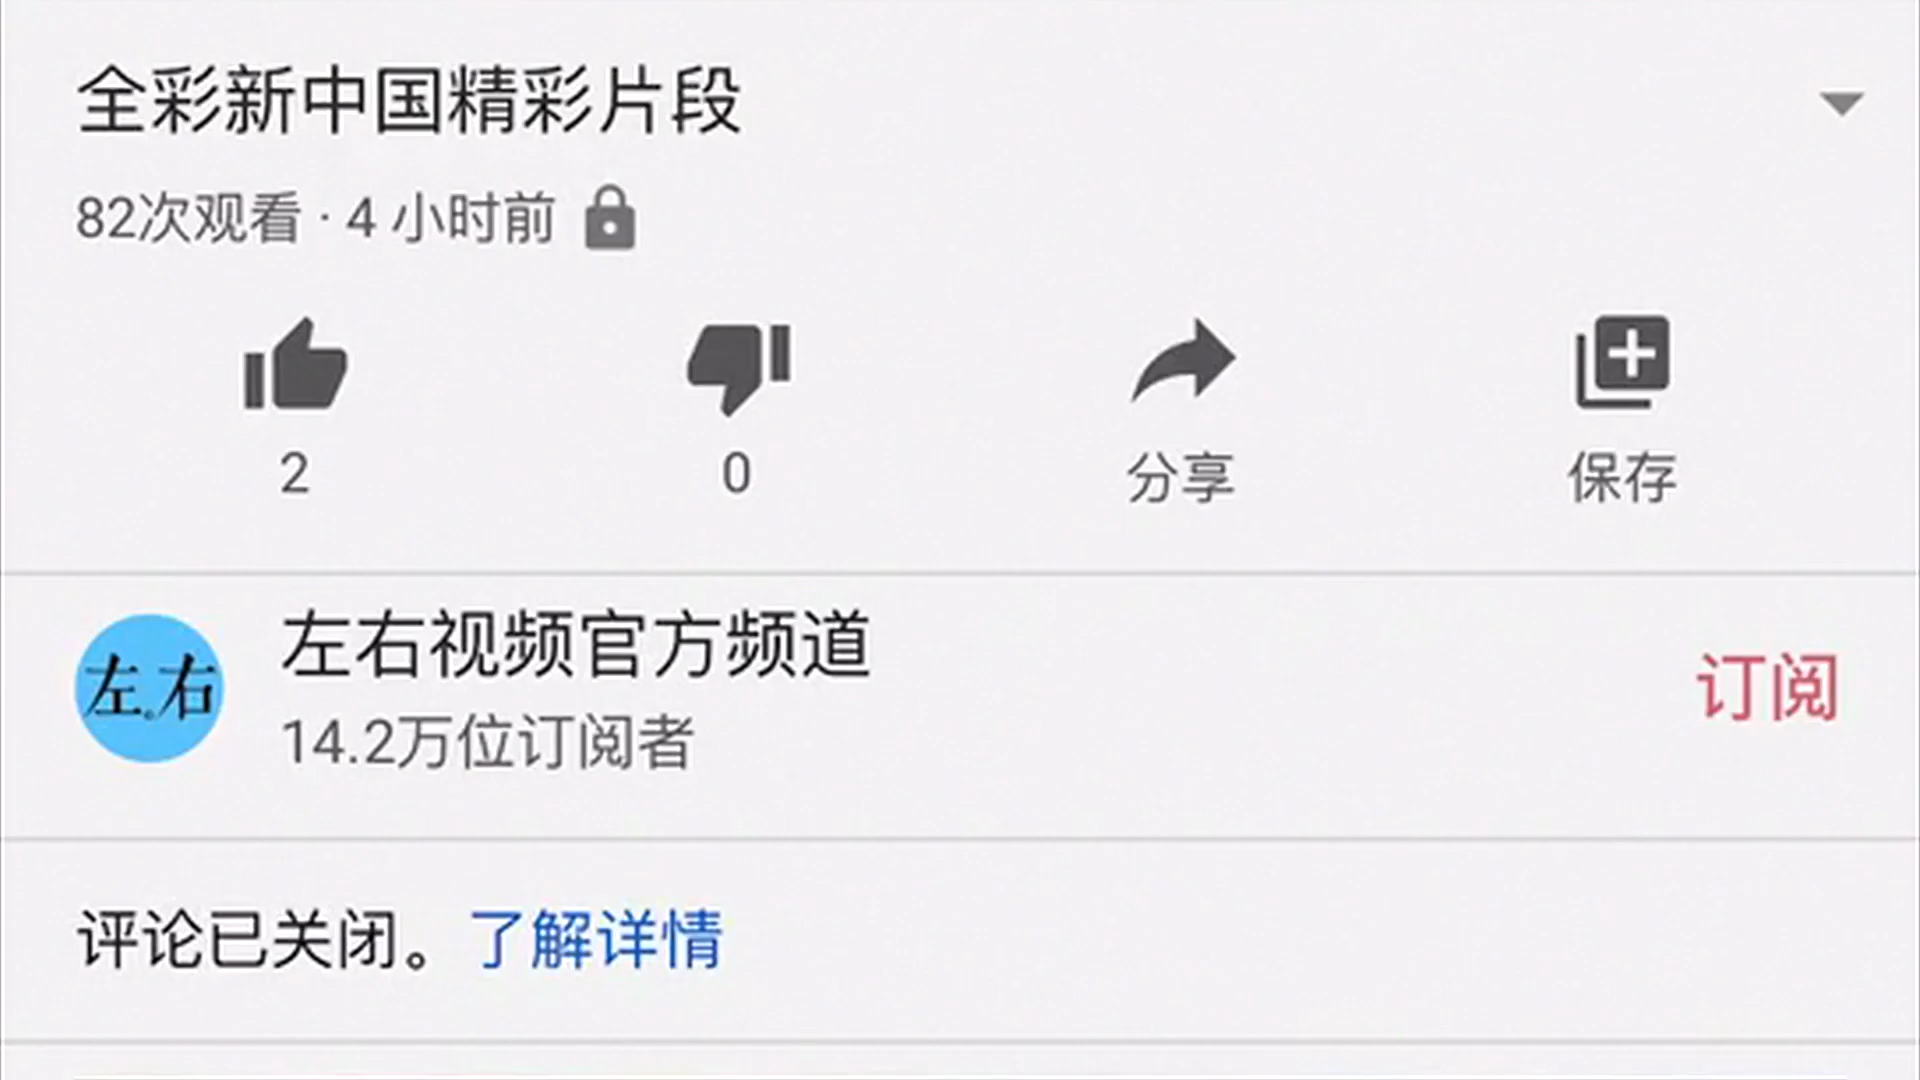 全彩新中国精彩片段
82次观看 · 4 小时前
2
0
分享
保存
左。右
左右视频官方频道
14.2万位订阅者
订阅
评论已关闭。了解详情